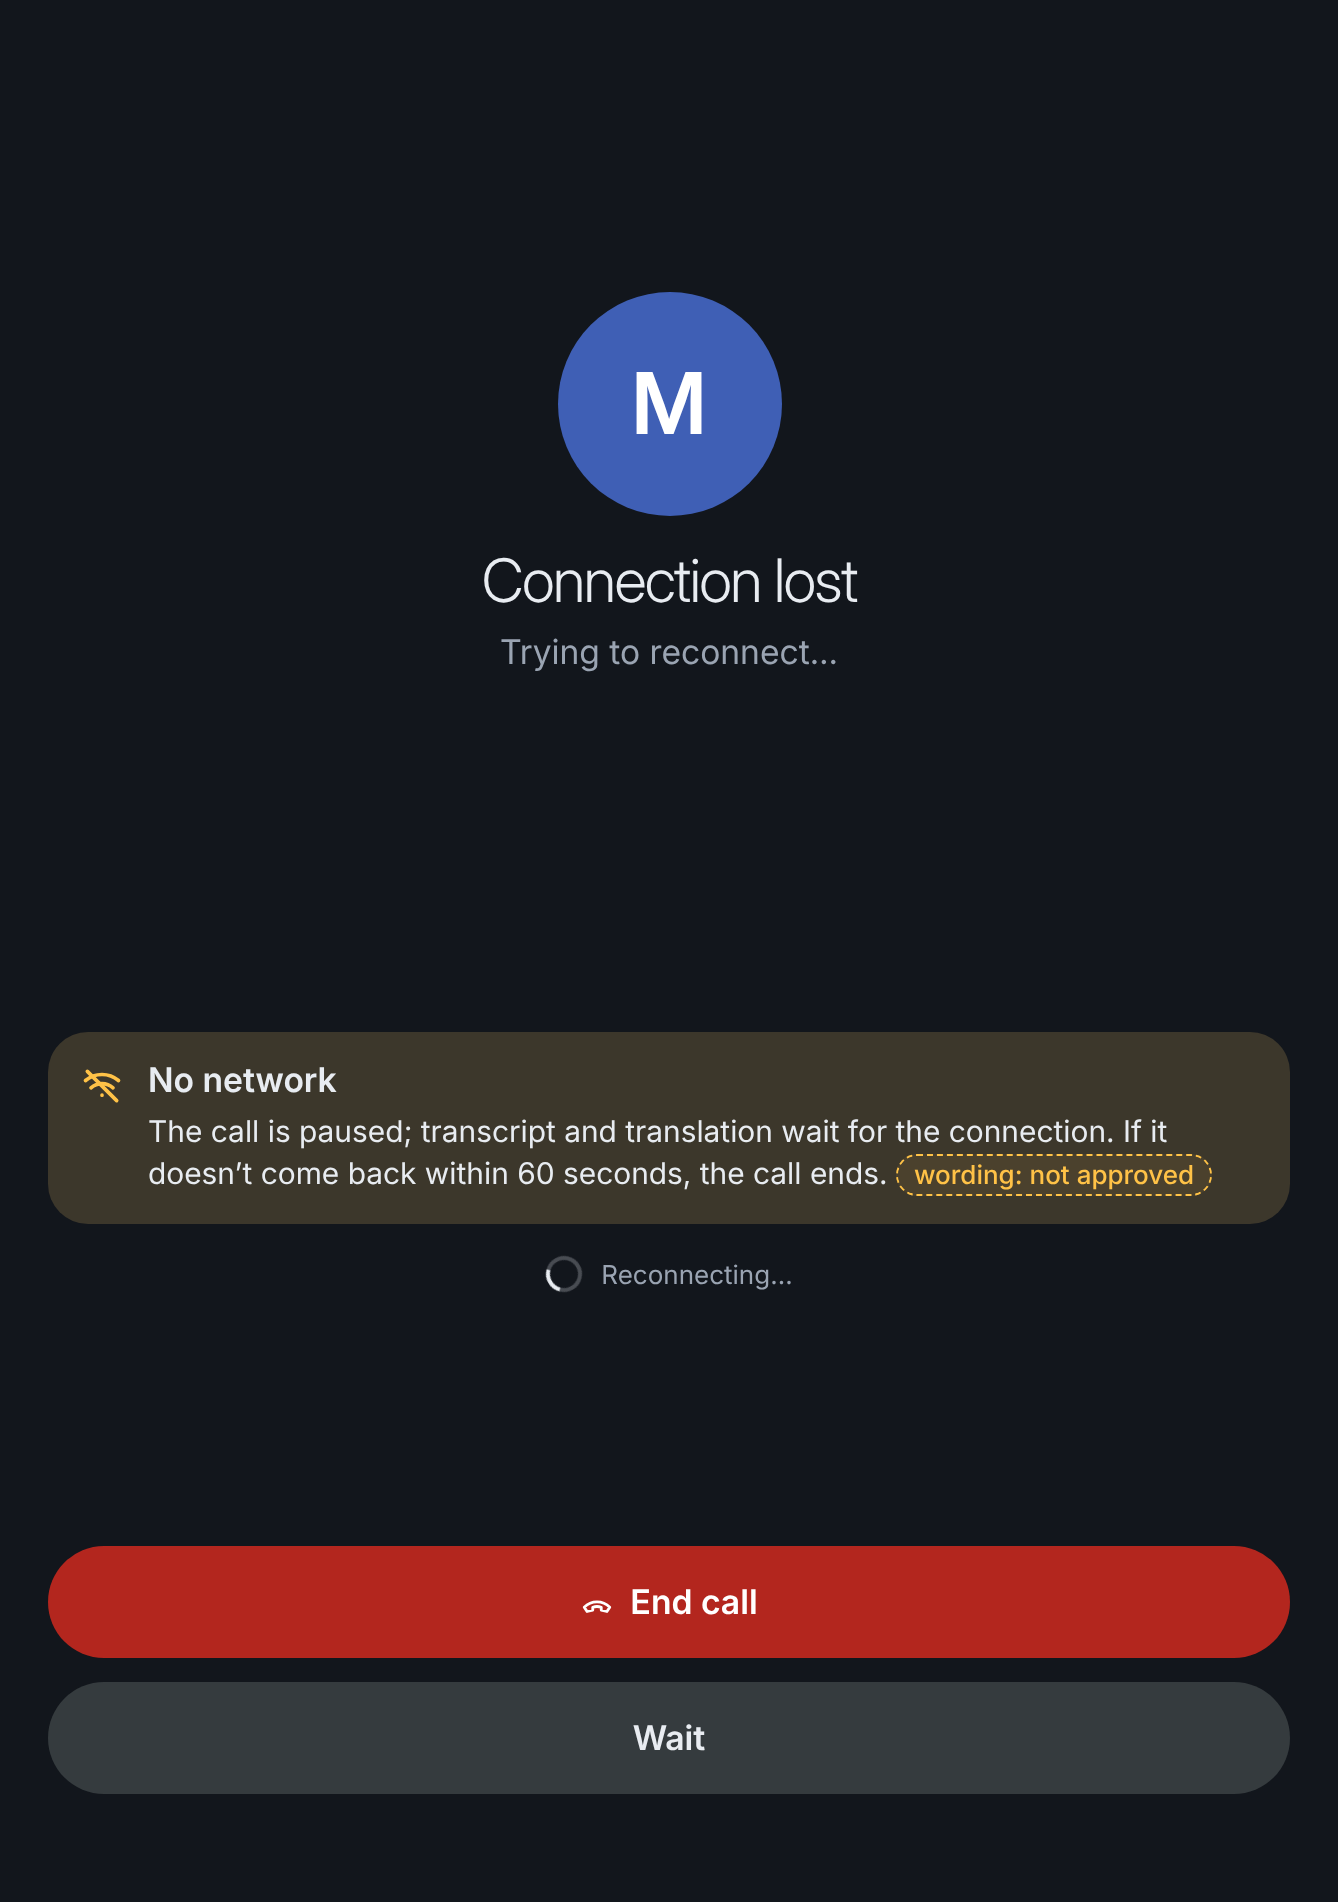 M
Connection lost
Trying to reconnect...
No network
The call is paused; transcript and translation wait for the connection. If it
doesn’t come back within 60 seconds, the call ends. wording: not approved
Reconnecting...
End call
Wait